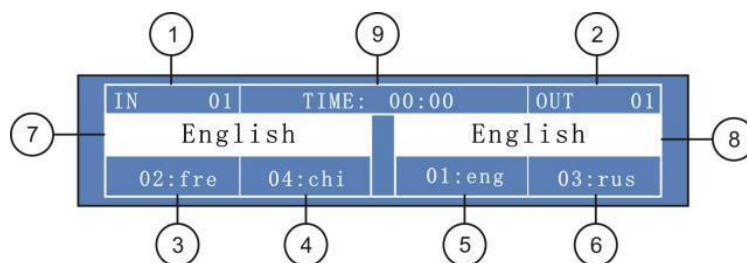 1 9 2
IN 01 TIME: 00:00 OUT 01
7 English English 8
02:fre 04:chi 01:eng 03:rus
3 4 5 6